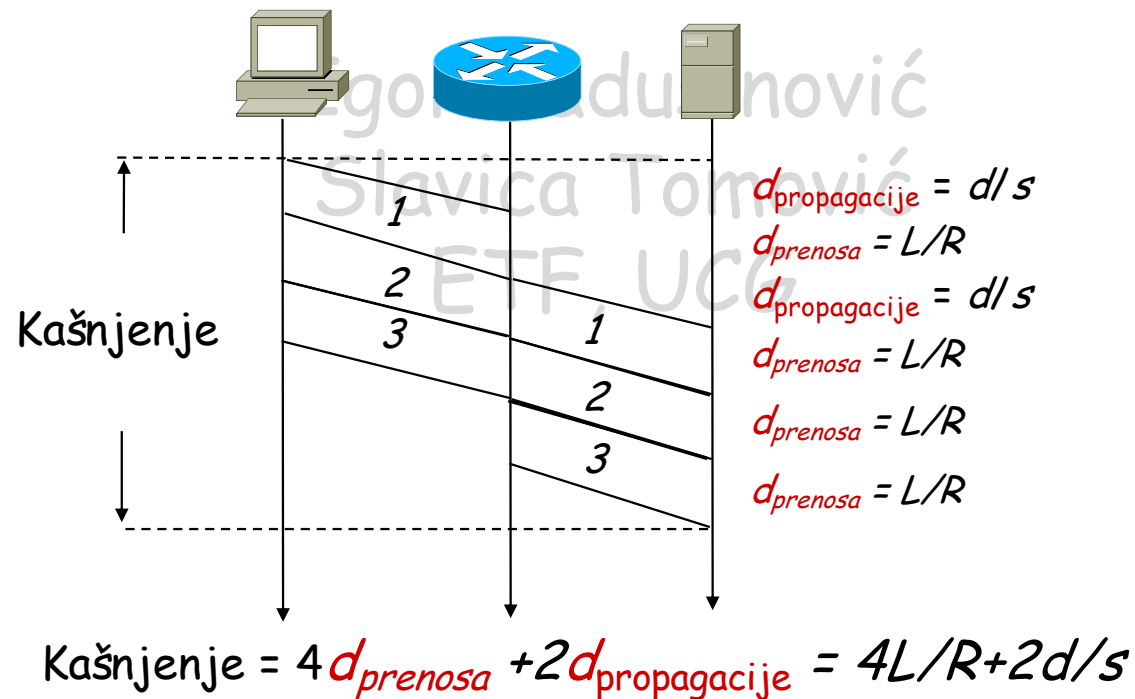 Igor Radusinović
Slavica Tomović
ETF, UCG
Kašnjenje
1
2
3
1
2
3
dpropagacije = d/s
dprenosa = L/R
dpropagacije = d/s
dprenosa = L/R
dprenosa = L/R
dprenosa = L/R
Kašnjenje = 4dprenosa +2dpropagacije = 4L/R+2d/s